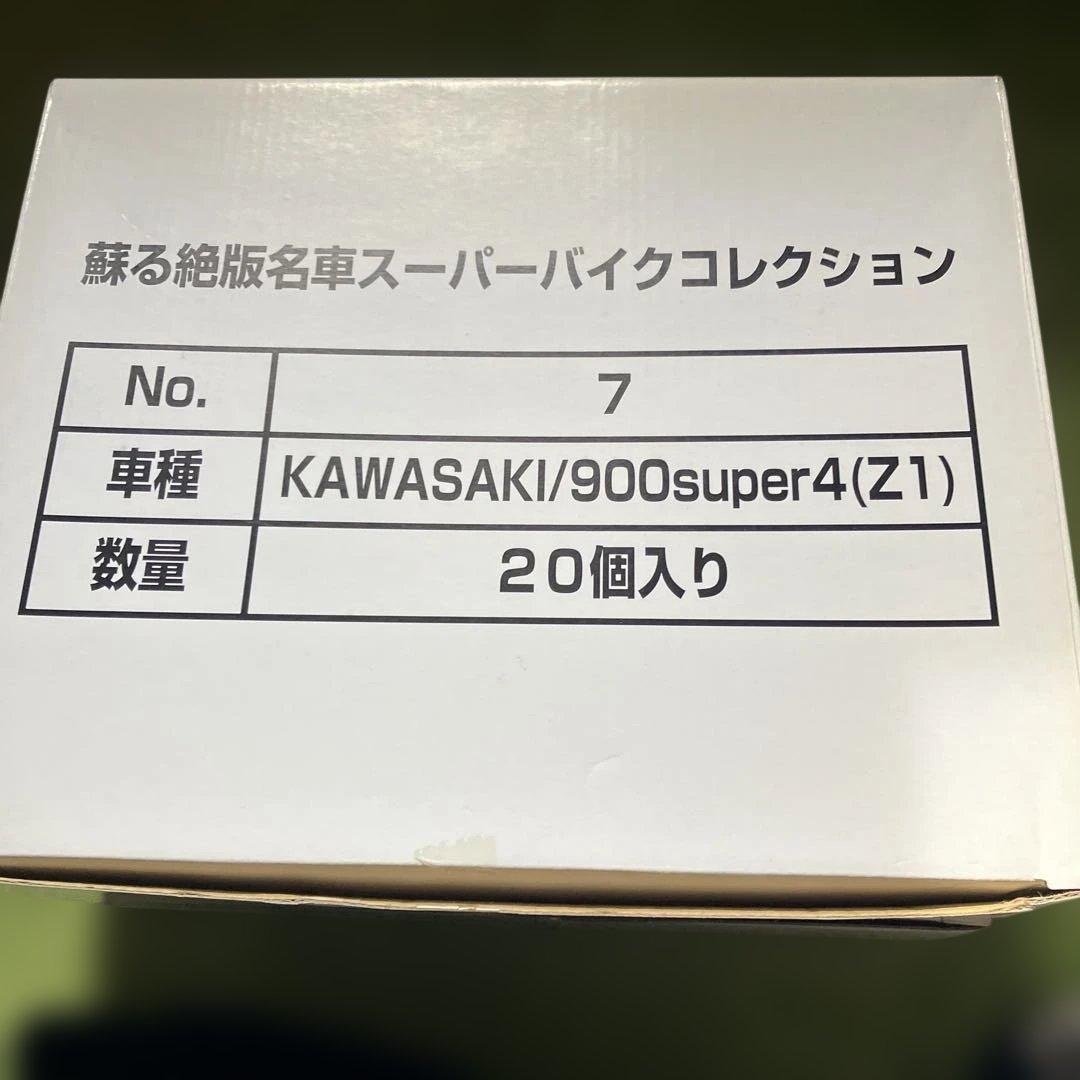 蘇る絶版名車スーパーバイクコレクション
No. 7
車種 KAWASAKI/900super4(Z1)
数量 20個入り